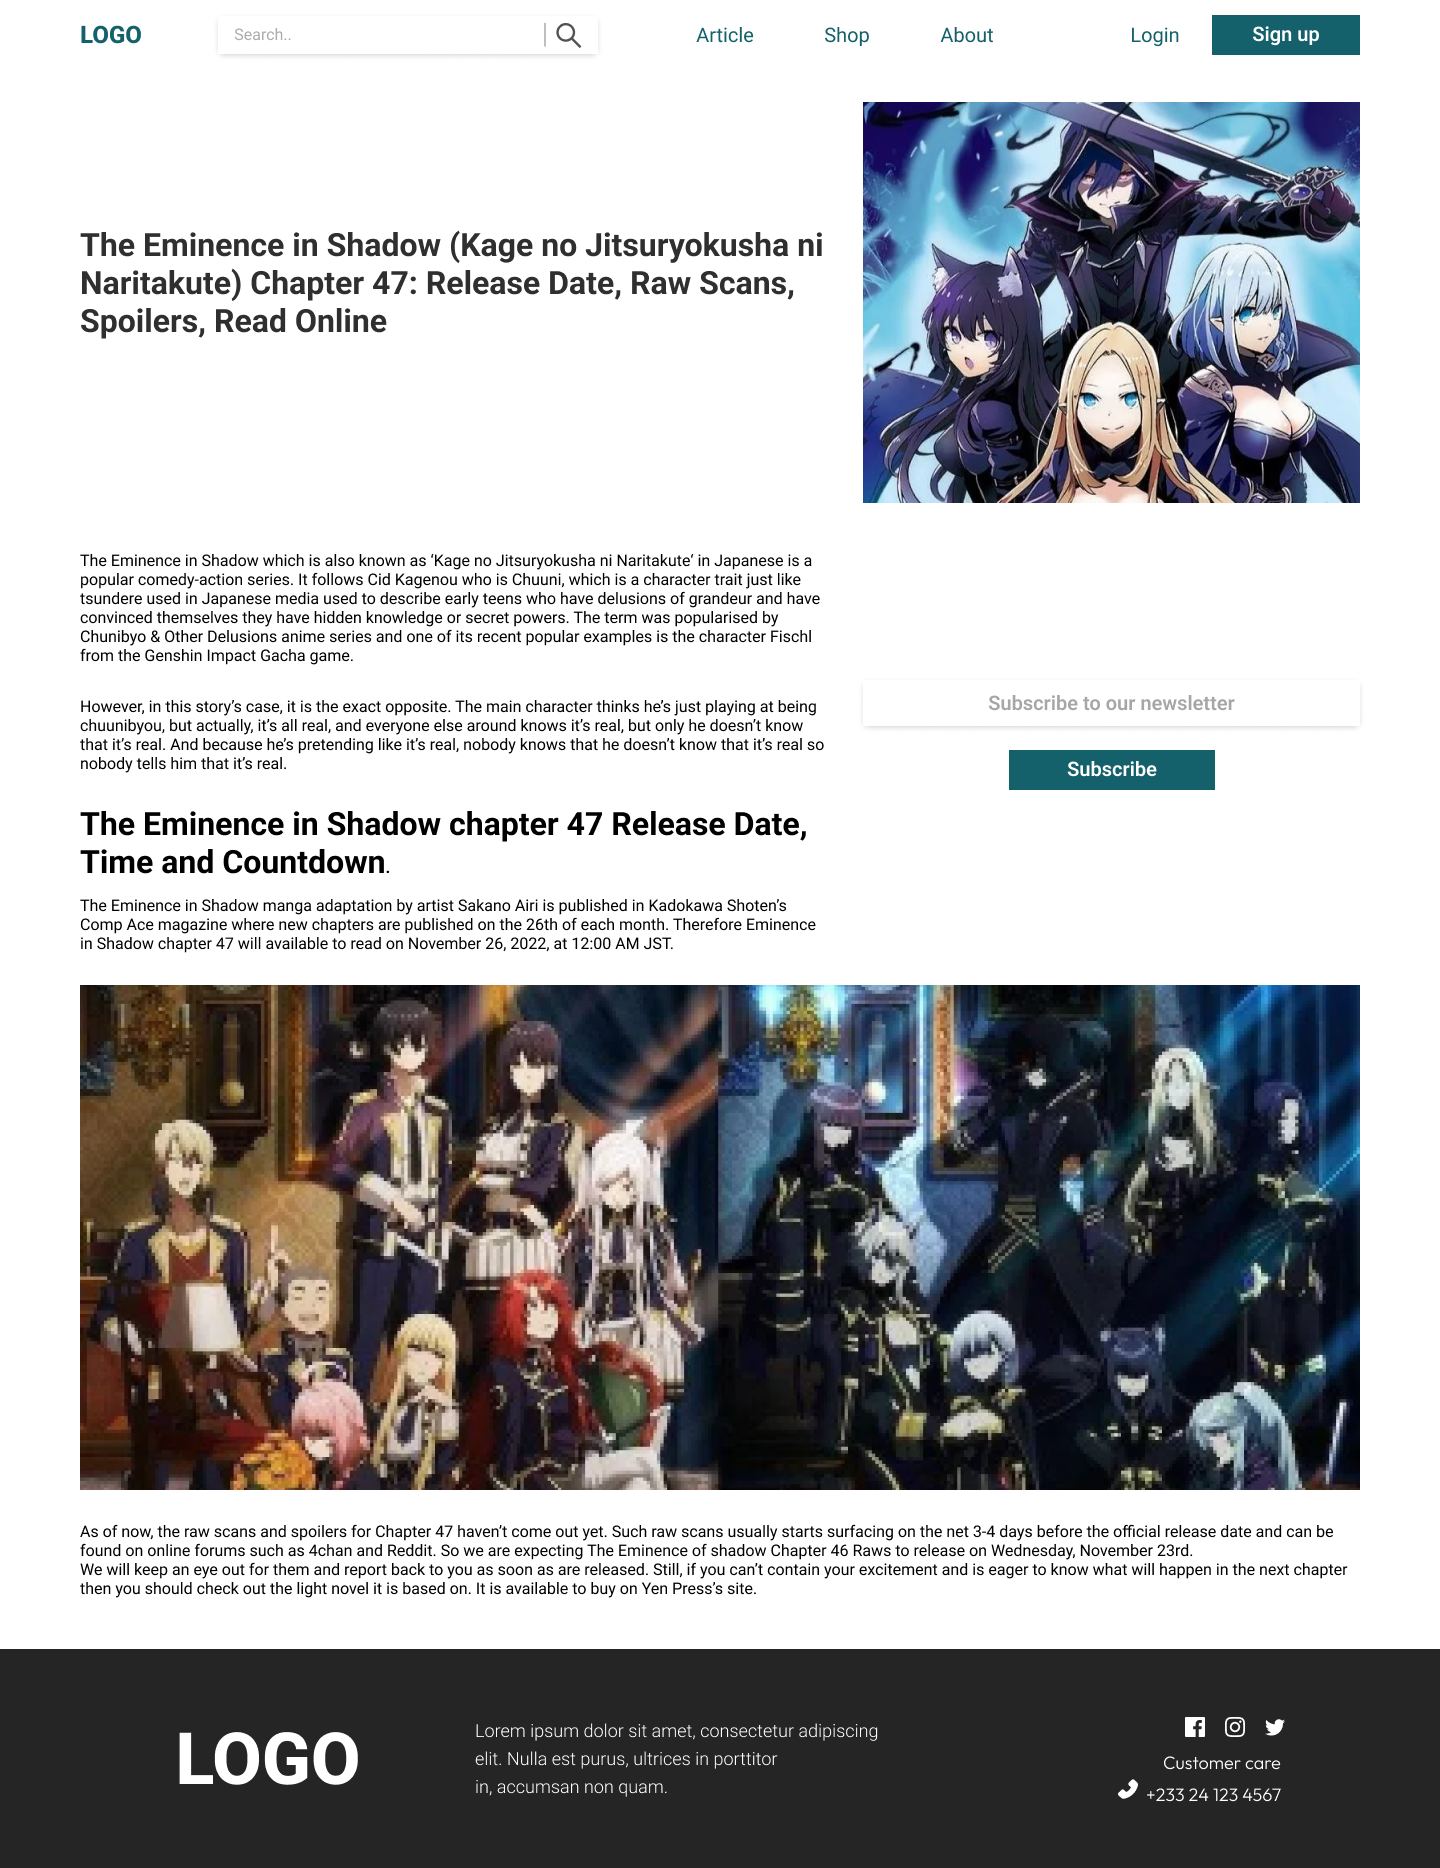 LOGO
Search..
Article
Shop
About
Login
Sign up
The Eminence in Shadow (Kage no Jitsuryokusha ni
Naritakute) Chapter 47: Release Date, Raw Scans,
Spoilers, Read Online
The Eminence in Shadow which is also known as ‘Kage no Jitsuryokusha ni Naritakute‘ in Japanese is a
popular comedy-action series. It follows Cid Kagenou who is Chuuni, which is a character trait just like
tsundere used in Japanese media used to describe early teens who have delusions of grandeur and have
convinced themselves they have hidden knowledge or secret powers. The term was popularised by
Chunibyo & Other Delusions anime series and one of its recent popular examples is the character Fischl
from the Genshin Impact Gacha game.
However, in this story’s case, it is the exact opposite. The main character thinks he’s just playing at being
chuunibyou, but actually, it’s all real, and everyone else around knows it’s real, but only he doesn’t know
that it’s real. And because he’s pretending like it’s real, nobody knows that he doesn’t know that it’s real so
nobody tells him that it’s real.
Subscribe to our newsletter
Subscribe
The Eminence in Shadow chapter 47 Release Date,
Time and Countdown.
The Eminence in Shadow manga adaptation by artist Sakano Airi is published in Kadokawa Shoten’s
Comp Ace magazine where new chapters are published on the 26th of each month. Therefore Eminence
in Shadow chapter 47 will available to read on November 26, 2022, at 12:00 AM JST.
As of now, the raw scans and spoilers for Chapter 47 haven’t come out yet. Such raw scans usually starts surfacing on the net 3-4 days before the official release date and can be
found on online forums such as 4chan and Reddit. So we are expecting The Eminence of shadow Chapter 46 Raws to release on Wednesday, November 23rd.
We will keep an eye out for them and report back to you as soon as are released. Still, if you can’t contain your excitement and is eager to know what will happen in the next chapter
then you should check out the light novel it is based on. It is available to buy on Yen Press’s site.
LOGO
Lorem ipsum dolor sit amet, consectetur adipiscing
elit. Nulla est purus, ultrices in porttitor
in, accumsan non quam.
Customer care
+233 24 123 4567